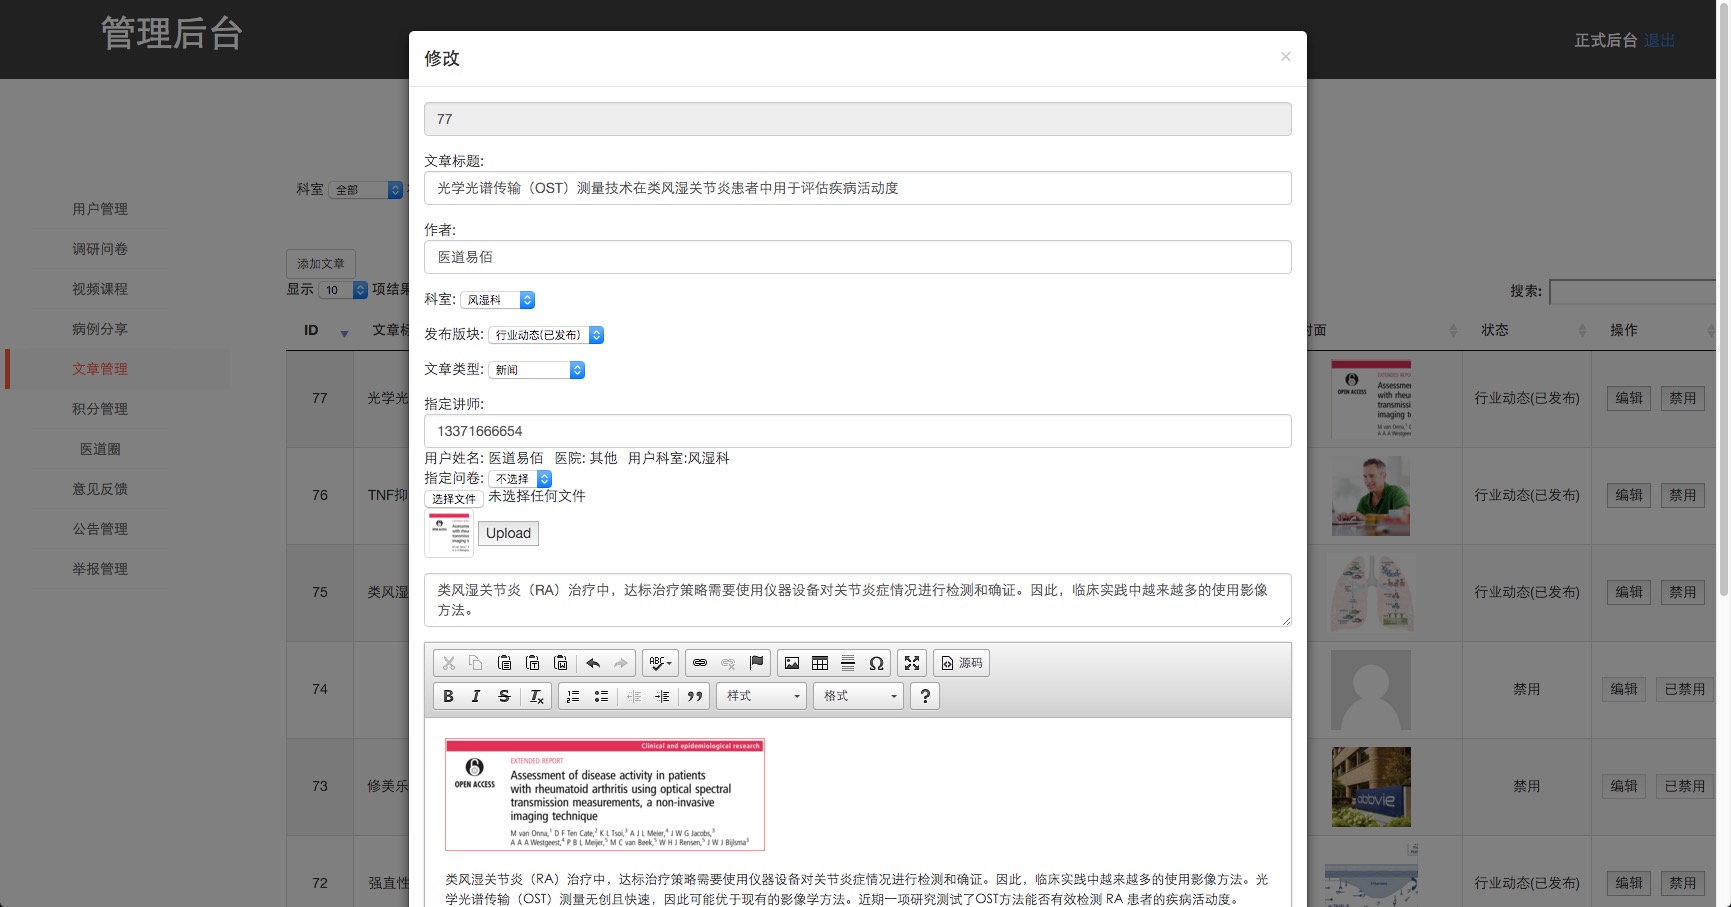 管理后台
正式后台 退出
修改
×
77
文章标题:
光学光谱传输（OST）测量技术在类风湿关节炎患者中用于评估疾病活动度
作者:
医道易佰
科室: 风湿科
发布版块: 行业动态(已发布)
文章类型: 新闻
指定讲师:
13371666654
用户姓名: 医道易佰 医院: 其他 用户科室:风湿科
指定问卷: 不选择
选择文件 未选择任何文件
Upload
类风湿关节炎（RA）治疗中，达标治疗策略需要使用仪器设备对关节炎症情况进行检测和确证。因此，临床实践中越来越多的使用影像
方法。
ABC
Ω
源码
B I S Ix
样式
格式
?
Clinical and epidemiological research
OPEN ACCESS
EXTENDED REPORT
Assessment of disease activity in patients
with rheumatoid arthritis using optical spectral
transmission measurements, a non-invasive
imaging technique
M van Onna,1 D F Ten Cate,2 K L Tsoi,3 A J L Meier,4 J W G Jacobs,3
A A A Westgeest,4 P B L Meijer,5 M C van Beek,5 W H J Rensen,5 J W J Bijlsma3
类风湿关节炎（RA）治疗中，达标治疗策略需要使用仪器设备对关节炎症情况进行检测和确证。因此，临床实践中越来越多的使用影像方法。光
学光谱传输（OST）测量无创且快速，因此可能优于现有的影像学方法。近期一项研究测试了OST方法能否有效检测 RA 患者的疾病活动度。
用户管理
调研问卷
视频课程
病例分享
文章管理
积分管理
医道圈
意见反馈
公告管理
举报管理
科室 全部
添加文章
显示 10 项结果
搜索:
ID 文章标 封面 状态 操作
77 光学光 行业动态(已发布) 编辑 禁用
76 TNF抑 行业动态(已发布) 编辑 禁用
75 类风湿 行业动态(已发布) 编辑 禁用
74 禁用 编辑 已禁用
73 修美乐 abbvie 禁用 编辑 已禁用
72 强直性 行业动态(已发布) 编辑 禁用